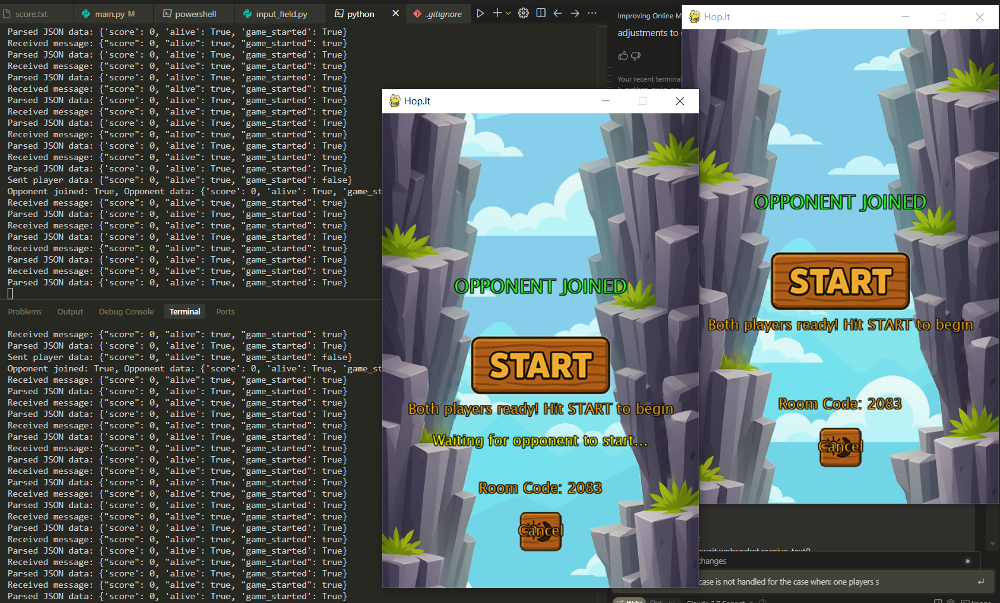 score.txt
main.py M
powershell
input_field.py
python
.gitignore
Parsed JSON data: {'score': 0, 'alive': True, 'game_started': True}
Received message: {"score": 0, "alive": true, "game_started": true}
Parsed JSON data: {'score': 0, 'alive': True, 'game_started': True}
Received message: {"score": 0, "alive": true, "game_started": true}
Parsed JSON data: {'score': 0, 'alive': True, 'game_started': True}
Received message: {"score": 0, "alive": true, "game_started": true}
Parsed JSON data: {'score': 0, 'alive': True, 'game_started': True}
Received message: {"score": 0, "alive": true, "game_started": true}
Parsed JSON data: {'score': 0, 'alive': True, 'game_started': True}
Received message: {"score": 0, "alive": true, "game_started": true}
Parsed JSON data: {'score': 0, 'alive': True, 'game_started': True}
Received message: {"score": 0, "alive": true, "game_started": true}
Parsed JSON data: {'score': 0, 'alive': True, 'game_started': True}
Sent player data: {"score": 0, "alive": true, "game_started": false}
Opponent joined: True, Opponent data: {'score': 0, 'alive': True, 'game_st
Received message: {"score": 0, "alive": true, "game_started": true}
Parsed JSON data: {'score': 0, 'alive': True, 'game_started': True}
Received message: {"score": 0, "alive": true, "game_started": true}
Parsed JSON data: {'score': 0, 'alive': True, 'game_started': True}
Received message: {"score": 0, "alive": true, "game_started": true}
Parsed JSON data: {'score': 0, 'alive': True, 'game_started': True}
Received message: {"score": 0, "alive": true, "game_started": true}
Parsed JSON data: {'score': 0, 'alive': True, 'game_started': True}
Problems
Output
Debug Console
Terminal
Ports
Received message: {"score": 0, "alive": true, "game_started": true}
Parsed JSON data: {'score': 0, 'alive': True, 'game_started': True}
Sent player data: {"score": 0, "alive": true, "game_started": false}
Opponent joined: True, Opponent data: {'score': 0, 'alive': True, 'game_st
Received message: {"score": 0, "alive": true, "game_started": true}
Parsed JSON data: {'score': 0, 'alive': True, 'game_started': True}
Received message: {"score": 0, "alive": true, "game_started": true}
Parsed JSON data: {'score': 0, 'alive': True, 'game_started': True}
Received message: {"score": 0, "alive": true, "game_started": true}
Parsed JSON data: {'score': 0, 'alive': True, 'game_started': True}
Received message: {"score": 0, "alive": true, "game_started": true}
Parsed JSON data: {'score': 0, 'alive': True, 'game_started': True}
Received message: {"score": 0, "alive": true, "game_started": true}
Parsed JSON data: {'score': 0, 'alive': True, 'game_started': True}
Received message: {"score": 0, "alive": true, "game_started": true}
Parsed JSON data: {'score': 0, 'alive': True, 'game_started': True}
Received message: {"score": 0, "alive": true, "game_started": true}
Parsed JSON data: {'score': 0, 'alive': True, 'game_started': True}
Received message: {"score": 0, "alive": true, "game_started": true}
Parsed JSON data: {'score': 0, 'alive': True, 'game_started': True}
Received message: {"score": 0, "alive": true, "game_started": true}
Parsed JSON data: {'score': 0, 'alive': True, 'game_started': True}
Received message: {"score": 0, "alive": true, "game_started": true}
Parsed JSON data: {'score': 0, 'alive': True, 'game_started': True}
Hop.It
OPPONENT JOINED
START
Both players ready! Hit START to begin
Waiting for opponent to start...
Room Code: 2083
Cancel
Improving Online M
adjustments to
Your recent terminal
Hop.It
OPPONENT JOINED
START
Both players ready! Hit START to begin
Room Code: 2083
Cancel
await websocket.receive_text()
changes
case is not handled for the case when: one players s
Write
Chat
Claude 3.7 Sonnet
Image